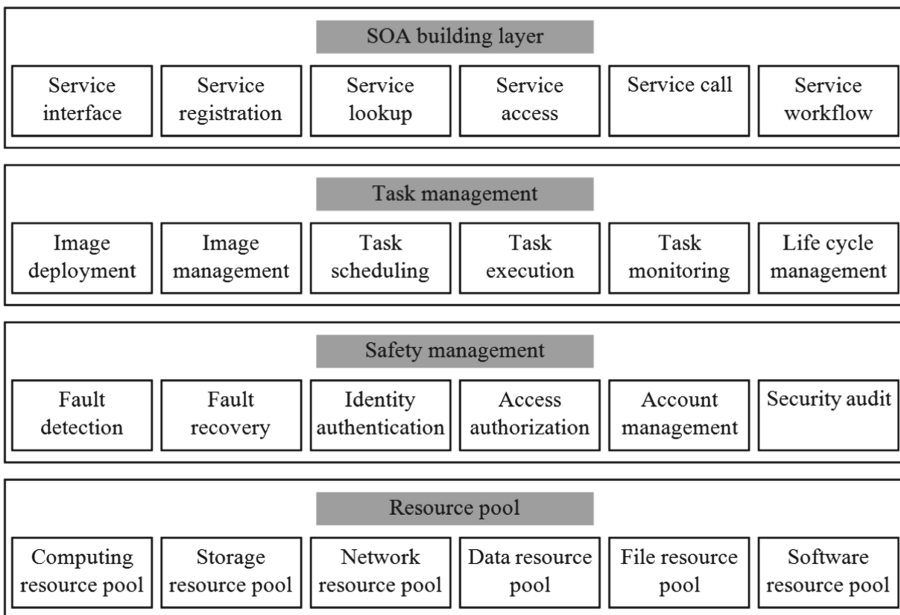 SOA building layer
Service
interface
Service
registration
Service
lookup
Service
access
Service call
Service
workflow
Task management
Image
deployment
Image
management
Task
scheduling
Task
execution
Task
monitoring
Life cycle
management
Safety management
Fault
detection
Fault
recovery
Identity
authentication
Access
authorization
Account
management
Security audit
Resource pool
Computing
resource pool
Storage
resource pool
Network
resource pool
Data resource
pool
File resource
pool
Software
resource pool